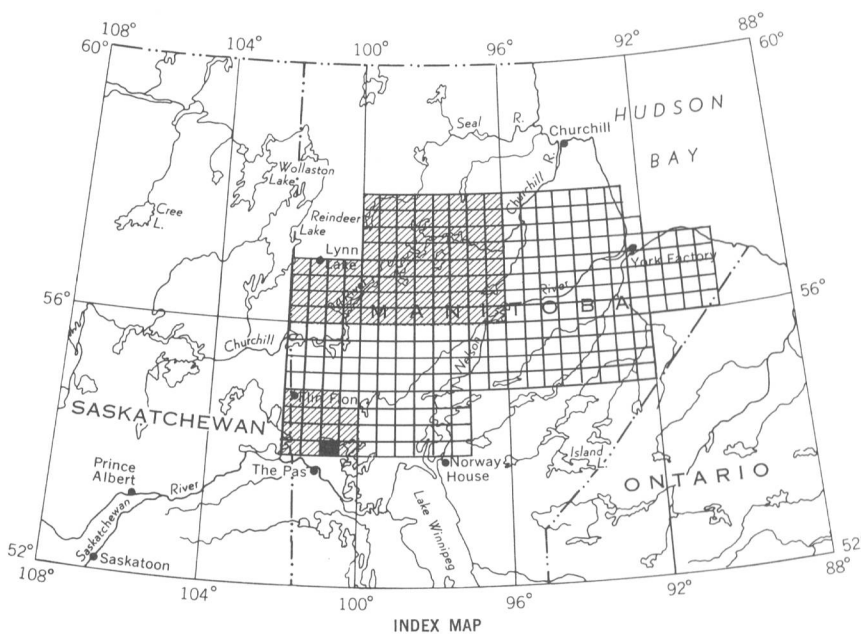 108°
104°
100°
96°
92°
88°
60°
60°
HUDSON
BAY
Seal R.
Churchill
Churchill R.
Wollaston
Lake
Cree
L.
Reindeer
Lake
Lynn
Lake
York Factory
River
MANITOBA
56°
56°
Churchill
Nelson
Flin Flon
SASKATCHEWAN
Prince
Albert
River
The Pas
Norway
House
Island
ONTARIO
Saskatchewan
Saskatoon
Lake Winnipeg
52°
108°
104°
100°
96°
92°
88°
52
INDEX MAP